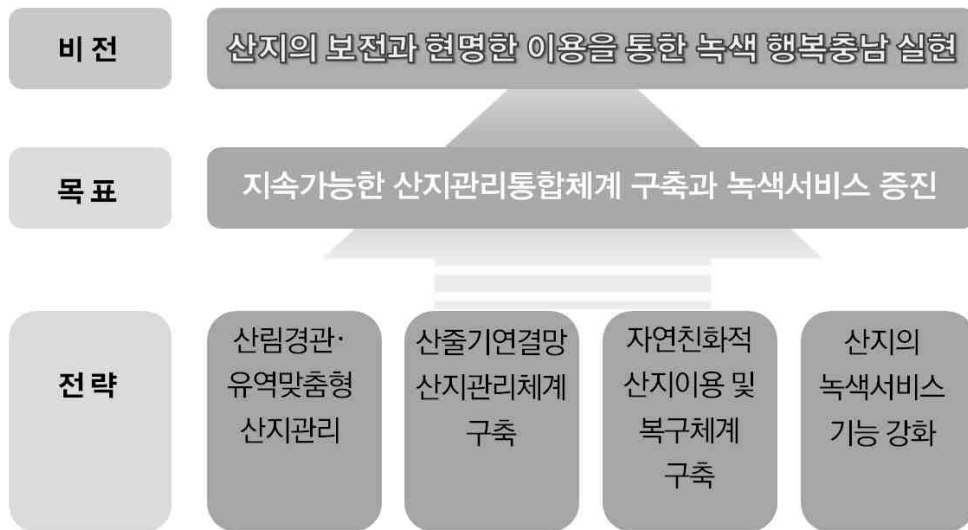 비전
산지의 보전과 현명한 이용을 통한 녹색 행복충남 실현
목표
지속가능한 산지관리통합체계 구축과 녹색서비스 증진
전략
산림경관·
유역맞춤형
산지관리
산줄기연결망
산지관리체계
구축
자연친화적
산지이용 및
복구체계
구축
산지의
녹색서비스
기능 강화